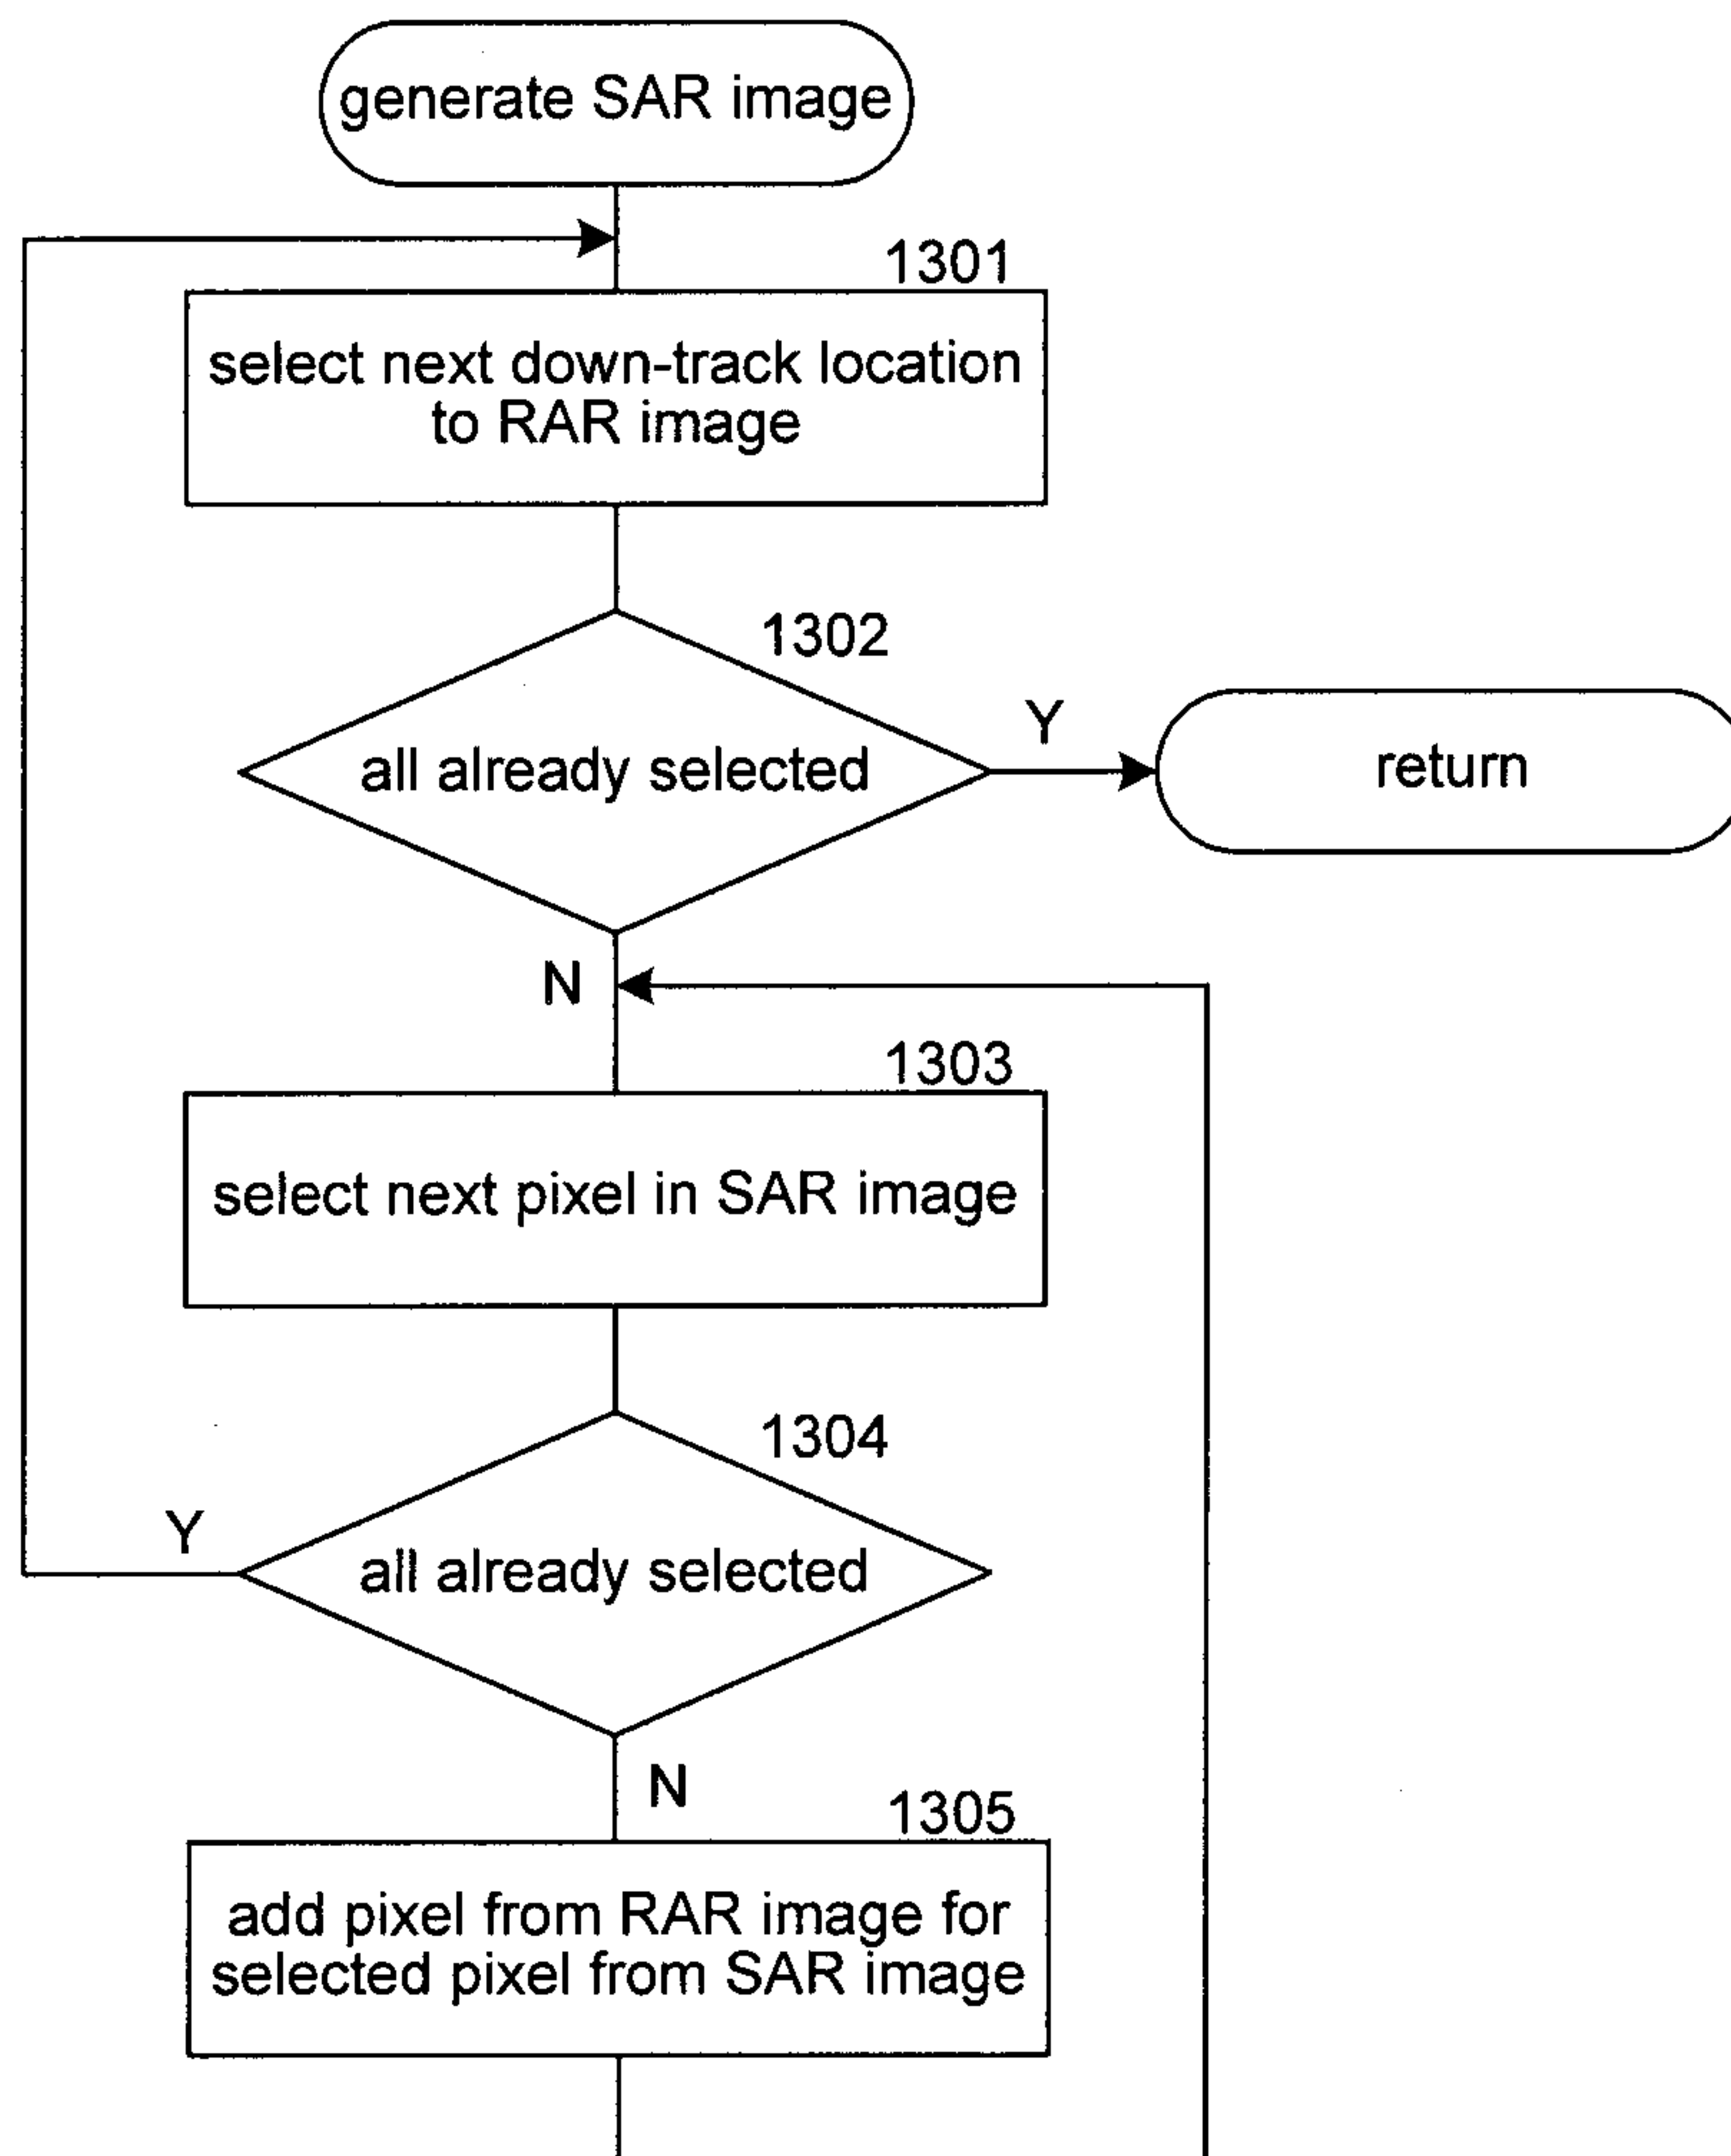 generate SAR image
1301
select next down-track location
to RAR image
1302
all already selected
Y
return
N
1303
select next pixel in SAR image
1304
all already selected
Y
N
1305
add pixel from RAR image for
selected pixel from SAR image